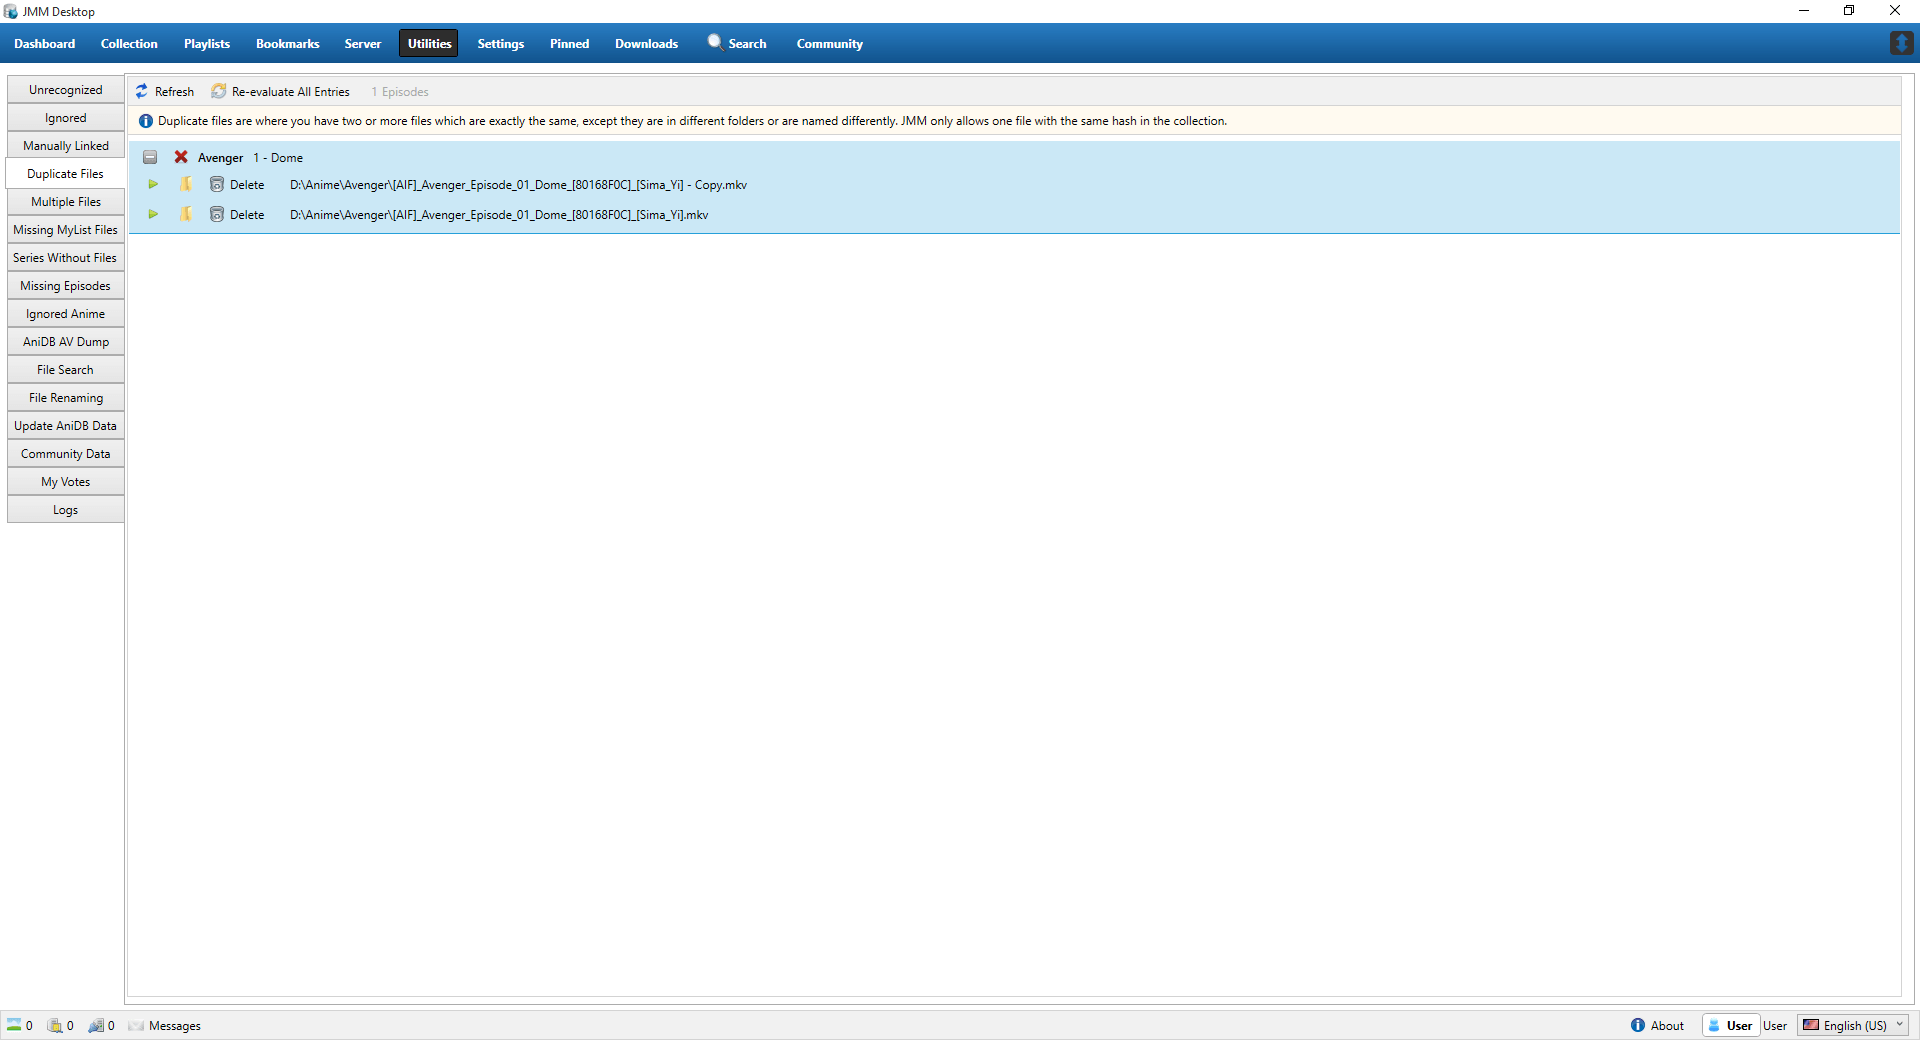 JMM Desktop
Dashboard Collection Playlists Bookmarks Server Utilities Settings Pinned Downloads Search Community
Unrecognized
Ignored
Manually Linked
Duplicate Files
Multiple Files
Missing MyList Files
Series Without Files
Missing Episodes
Ignored Anime
AniDB AV Dump
File Search
File Renaming
Update AniDB Data
Community Data
My Votes
Logs
Refresh Re-evaluate All Entries 1 Episodes
Duplicate files are where you have two or more files which are exactly the same, except they are in different folders or are named differently. JMM only allows one file with the same hash in the collection.
Avenger 1 - Dome
Delete D:\Anime\Avenger\[AIF]_Avenger_Episode_01_Dome_[80168F0C]_[Sima_Yi] - Copy.mkv
Delete D:\Anime\Avenger\[AIF]_Avenger_Episode_01_Dome_[80168F0C]_[Sima_Yi].mkv
0 0 0 Messages About User User English (US)